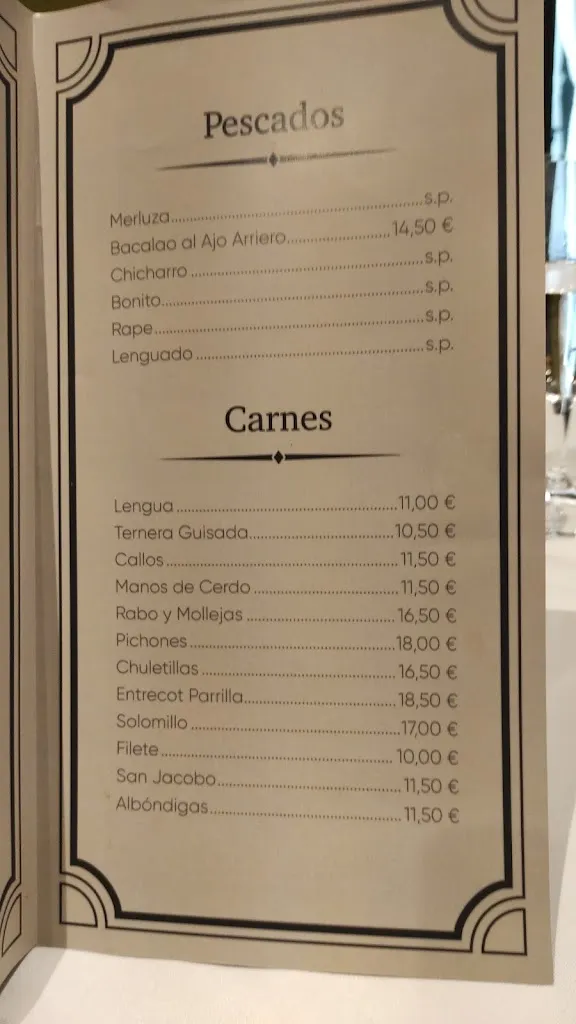 Pescados
Merluza..........s.p.
Bacalao al Ajo Arriero..........14,50 €
Chicharro..........s.p.
Bonito..........s.p.
Rape..........s.p.
Lenguado..........s.p.
Carnes
Lengua..........11,00 €
Ternera Guisada..........10,50 €
Callos..........11,50 €
Manos de Cerdo..........11,50 €
Rabo y Mollejas..........16,50 €
Pichones..........18,00 €
Chuletillas..........16,50 €
Entrecot Parrilla..........18,50 €
Solomillo..........17,00 €
Filete..........10,00 €
San Jacobo..........11,50 €
Albóndigas..........11,50 €